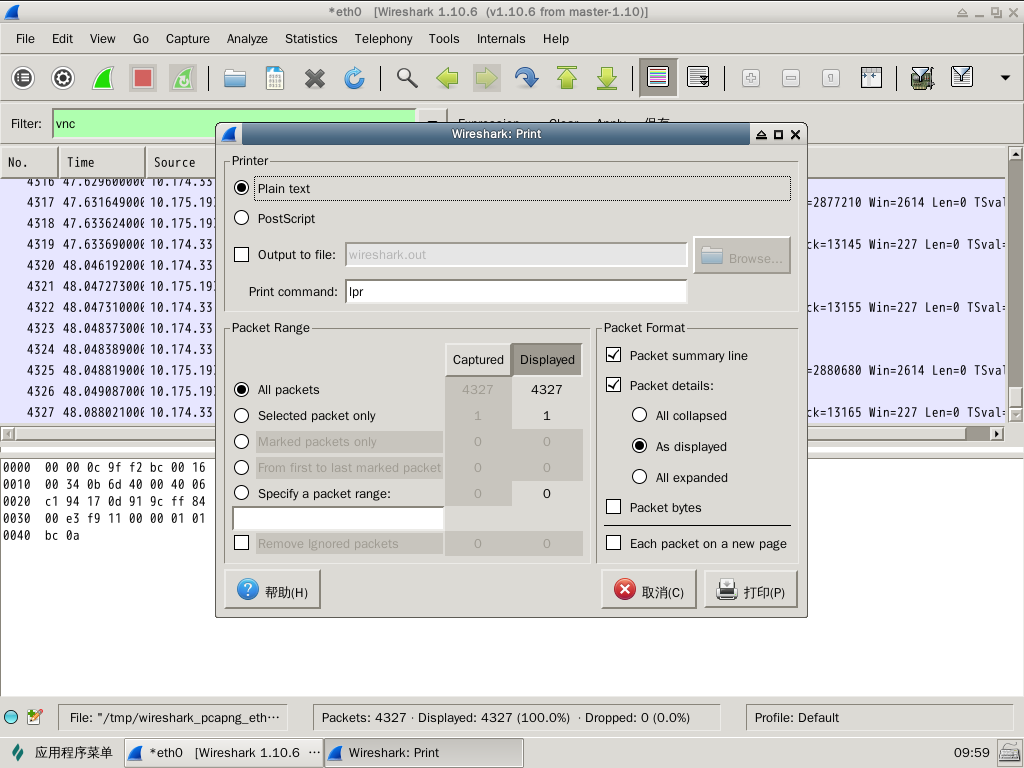 *eth0   [Wireshark 1.10.6  (v1.10.6 from master-1.10)]
File Edit View Go Capture Analyze Statistics Telephony Tools Internals Help
Filter: vnc
Wireshark: Print
No. Time Source
Printer
Plain text
PostScript
Output to file: wireshark.out Browse...
Print command: lpr
Packet Range
Captured Displayed
All packets 4327 4327
Selected packet only 1 1
Marked packets only 0 0
From first to last marked packet 0 0
Specify a packet range: 0 0
Remove Ignored packets 0 0
Packet Format
Packet summary line
Packet details:
All collapsed
As displayed
All expanded
Packet bytes
Each packet on a new page
帮助(H) 取消(C) 打印(P)
4316 47.629600000 10.174.33
4317 47.631649000 10.175.19 =2877210 Win=2614 Len=0 TSval
4318 47.633624000 10.175.19
4319 47.633690000 10.174.33 ck=13145 Win=227 Len=0 TSval=
4320 48.046192000 10.174.33
4321 48.047273000 10.175.19
4322 48.047310000 10.174.33 ck=13155 Win=227 Len=0 TSval=
4323 48.048373000 10.174.33
4324 48.048389000 10.174.33
4325 48.048819000 10.175.19 =2880680 Win=2614 Len=0 TSval
4326 48.049087000 10.175.19
4327 48.088021000 10.174.33 ck=13165 Win=227 Len=0 TSval=
0000  00 00 0c 9f f2 bc 00 16
0010  00 34 0b 6d 40 00 40 06
0020  c1 94 17 0d 91 9c ff 84
0030  00 e3 f9 11 00 00 01 01
0040  bc 0a
File: "/tmp/wireshark_pcapng_eth… Packets: 4327 · Displayed: 4327 (100.0%)  · Dropped: 0 (0.0%) Profile: Default
应用程序菜单 *eth0   [Wireshark 1.10.6  … Wireshark: Print 09:59